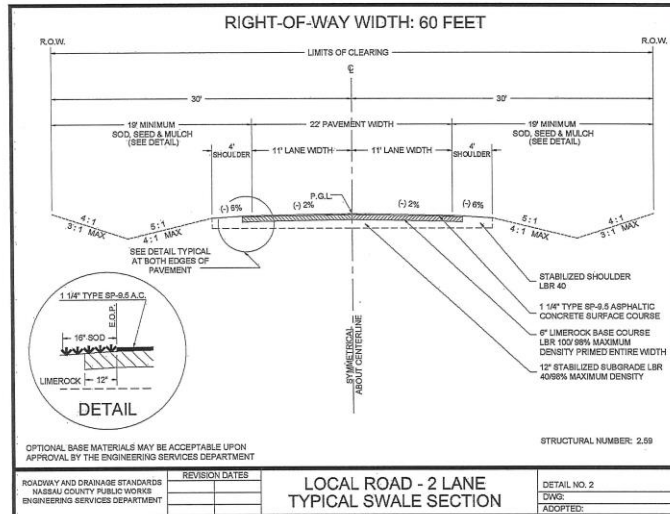 RIGHT-OF-WAY WIDTH: 60 FEET
R.O.W.
R.O.W.
LIMITS OF CLEARING
℄
30'
30'
19' MINIMUM
SOD, SEED & MULCH
(SEE DETAIL)
22' PAVEMENT WIDTH
19' MINIMUM
SOD, SEED & MULCH
(SEE DETAIL)
4'
SHOULDER
11' LANE WIDTH
11' LANE WIDTH
4'
SHOULDER
P.G.L.
(-) 6%
(-) 2%
(-) 2%
(-) 6%
4:1
3:1 MAX
5:1
4:1 MAX
5:1
4:1 MAX
4:1
3:1 MAX
SEE DETAIL TYPICAL
AT BOTH EDGES OF
PAVEMENT
STABILIZED SHOULDER
LBR 40
1 1/4" TYPE SP-9.5 ASPHALTIC
CONCRETE SURFACE COURSE
6" LIMEROCK BASE COURSE
LBR 100/ 98% MAXIMUM
DENSITY PRIMED ENTIRE WIDTH
12" STABILIZED SUBGRADE LBR
40/98% MAXIMUM DENSITY
SYMMETRICAL
ABOUT CENTERLINE
1 1/4" TYPE SP-9.5 A.C.
E.O.P.
16" SOD
LIMEROCK
12"
DETAIL
STRUCTURAL NUMBER: 2.59
OPTIONAL BASE MATERIALS MAY BE ACCEPTABLE UPON
APPROVAL BY THE ENGINEERING SERVICES DEPARTMENT
ROADWAY AND DRAINAGE STANDARDS
NASSAU COUNTY PUBLIC WORKS
ENGINEERING SERVICES DEPARTMENT
REVISION DATES
LOCAL ROAD - 2 LANE
TYPICAL SWALE SECTION
DETAIL NO. 2
DWG:
ADOPTED: